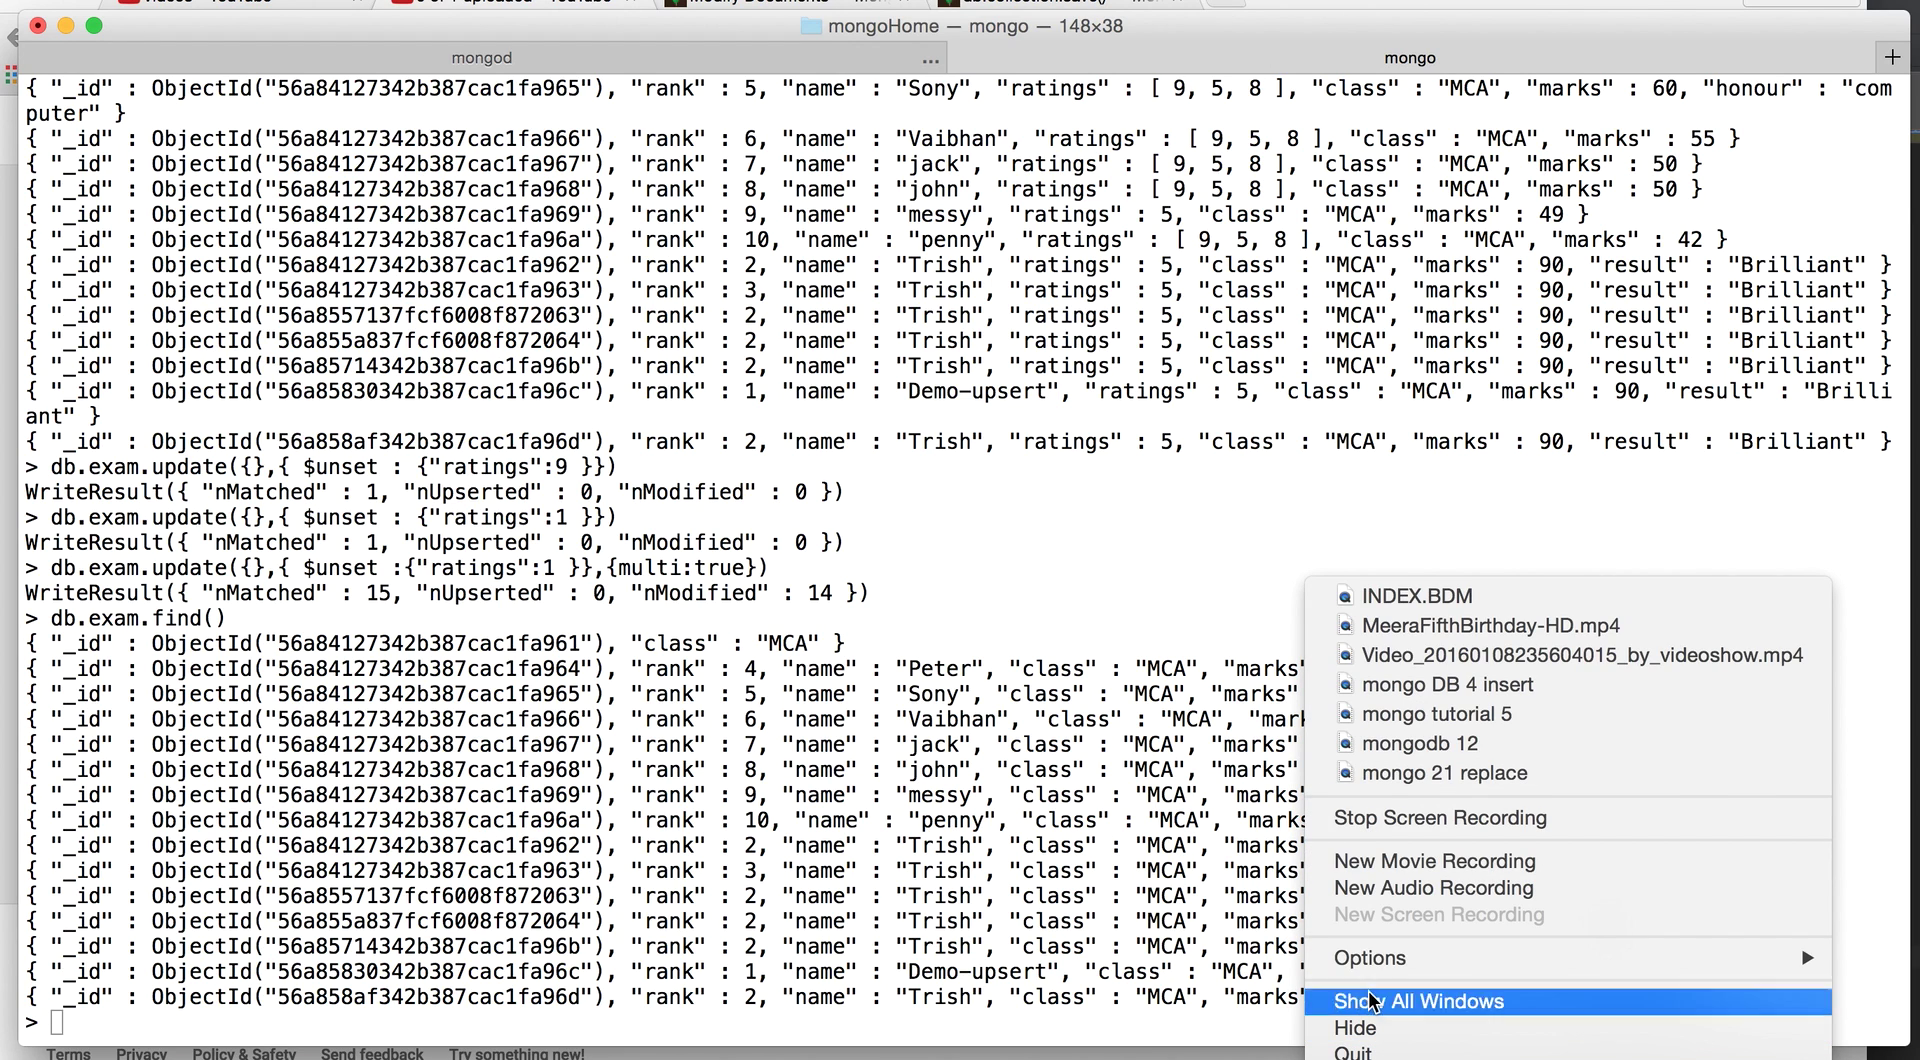 mongoHome — mongo — 148×38
mongod
...
mongo
+
{ "_id" : ObjectId("56a84127342b387cac1fa965"), "rank" : 5, "name" : "Sony", "ratings" : [ 9, 5, 8 ], "class" : "MCA", "marks" : 60, "honour" : "com
puter" }
{ "_id" : ObjectId("56a84127342b387cac1fa966"), "rank" : 6, "name" : "Vaibhan", "ratings" : [ 9, 5, 8 ], "class" : "MCA", "marks" : 55 }
{ "_id" : ObjectId("56a84127342b387cac1fa967"), "rank" : 7, "name" : "jack", "ratings" : [ 9, 5, 8 ], "class" : "MCA", "marks" : 50 }
{ "_id" : ObjectId("56a84127342b387cac1fa968"), "rank" : 8, "name" : "john", "ratings" : [ 9, 5, 8 ], "class" : "MCA", "marks" : 50 }
{ "_id" : ObjectId("56a84127342b387cac1fa969"), "rank" : 9, "name" : "messy", "ratings" : 5, "class" : "MCA", "marks" : 49 }
{ "_id" : ObjectId("56a84127342b387cac1fa96a"), "rank" : 10, "name" : "penny", "ratings" : [ 9, 5, 8 ], "class" : "MCA", "marks" : 42 }
{ "_id" : ObjectId("56a84127342b387cac1fa962"), "rank" : 2, "name" : "Trish", "ratings" : 5, "class" : "MCA", "marks" : 90, "result" : "Brilliant" }
{ "_id" : ObjectId("56a84127342b387cac1fa963"), "rank" : 3, "name" : "Trish", "ratings" : 5, "class" : "MCA", "marks" : 90, "result" : "Brilliant" }
{ "_id" : ObjectId("56a8557137fcf6008f872063"), "rank" : 2, "name" : "Trish", "ratings" : 5, "class" : "MCA", "marks" : 90, "result" : "Brilliant" }
{ "_id" : ObjectId("56a855a837fcf6008f872064"), "rank" : 2, "name" : "Trish", "ratings" : 5, "class" : "MCA", "marks" : 90, "result" : "Brilliant" }
{ "_id" : ObjectId("56a85714342b387cac1fa96b"), "rank" : 2, "name" : "Trish", "ratings" : 5, "class" : "MCA", "marks" : 90, "result" : "Brilliant" }
{ "_id" : ObjectId("56a85830342b387cac1fa96c"), "rank" : 1, "name" : "Demo-upsert", "ratings" : 5, "class" : "MCA", "marks" : 90, "result" : "Brilli
ant" }
{ "_id" : ObjectId("56a858af342b387cac1fa96d"), "rank" : 2, "name" : "Trish", "ratings" : 5, "class" : "MCA", "marks" : 90, "result" : "Brilliant" }
> db.exam.update({},{ $unset : {"ratings":9 }})
WriteResult({ "nMatched" : 1, "nUpserted" : 0, "nModified" : 0 })
> db.exam.update({},{ $unset : {"ratings":1 }})
WriteResult({ "nMatched" : 1, "nUpserted" : 0, "nModified" : 0 })
> db.exam.update({},{ $unset :{"ratings":1 }},{multi:true})
WriteResult({ "nMatched" : 15, "nUpserted" : 0, "nModified" : 14 })
> db.exam.find()
{ "_id" : ObjectId("56a84127342b387cac1fa961"), "class" : "MCA" }
{ "_id" : ObjectId("56a84127342b387cac1fa964"), "rank" : 4, "name" : "Peter", "class" : "MCA", "marks"
{ "_id" : ObjectId("56a84127342b387cac1fa965"), "rank" : 5, "name" : "Sony", "class" : "MCA", "marks"
{ "_id" : ObjectId("56a84127342b387cac1fa966"), "rank" : 6, "name" : "Vaibhan", "class" : "MCA", "mark
{ "_id" : ObjectId("56a84127342b387cac1fa967"), "rank" : 7, "name" : "jack", "class" : "MCA", "marks"
{ "_id" : ObjectId("56a84127342b387cac1fa968"), "rank" : 8, "name" : "john", "class" : "MCA", "marks"
{ "_id" : ObjectId("56a84127342b387cac1fa969"), "rank" : 9, "name" : "messy", "class" : "MCA", "marks"
{ "_id" : ObjectId("56a84127342b387cac1fa96a"), "rank" : 10, "name" : "penny", "class" : "MCA", "marks
{ "_id" : ObjectId("56a84127342b387cac1fa962"), "rank" : 2, "name" : "Trish", "class" : "MCA", "marks"
{ "_id" : ObjectId("56a84127342b387cac1fa963"), "rank" : 3, "name" : "Trish", "class" : "MCA", "marks"
{ "_id" : ObjectId("56a8557137fcf6008f872063"), "rank" : 2, "name" : "Trish", "class" : "MCA", "marks"
{ "_id" : ObjectId("56a855a837fcf6008f872064"), "rank" : 2, "name" : "Trish", "class" : "MCA", "marks"
{ "_id" : ObjectId("56a85714342b387cac1fa96b"), "rank" : 2, "name" : "Trish", "class" : "MCA", "marks"
{ "_id" : ObjectId("56a85830342b387cac1fa96c"), "rank" : 1, "name" : "Demo-upsert", "class" : "MCA", "
{ "_id" : ObjectId("56a858af342b387cac1fa96d"), "rank" : 2, "name" : "Trish", "class" : "MCA", "marks"
>
INDEX.BDM
MeeraFifthBirthday-HD.mp4
Video_20160108235604015_by_videoshow.mp4
mongo DB 4 insert
mongo tutorial 5
mongodb 12
mongo 21 replace
Stop Screen Recording
New Movie Recording
New Audio Recording
New Screen Recording
Options
Show All Windows
Hide
Quit
Terms Privacy Policy & Safety Send feedback Try something new!